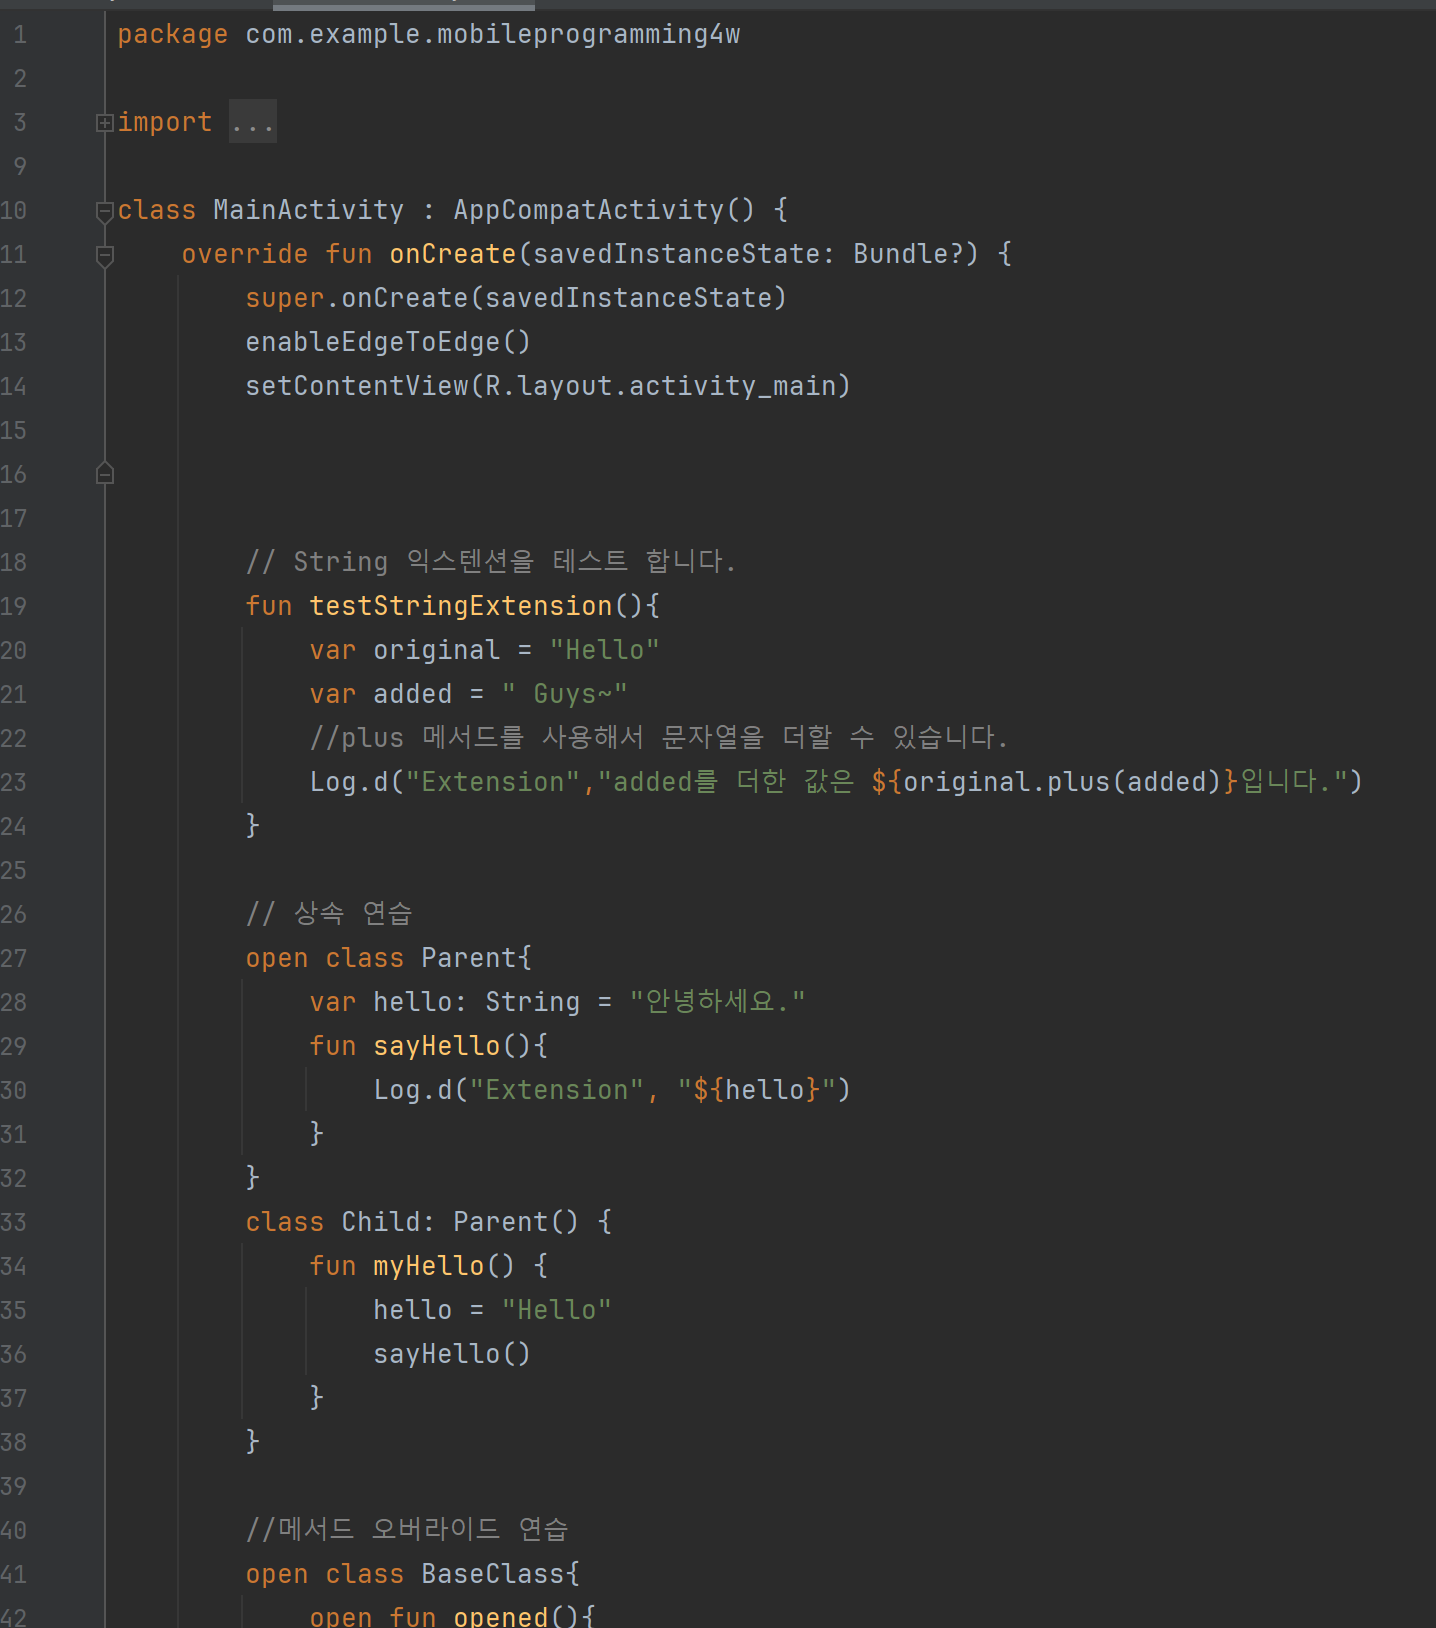 1 package com.example.mobileprogramming4w
2
3 import ...
9
10 class MainActivity : AppCompatActivity() {
11 override fun onCreate(savedInstanceState: Bundle?) {
12 super.onCreate(savedInstanceState)
13 enableEdgeToEdge()
14 setContentView(R.layout.activity_main)
15
16
17
18 // String 익스텐션을 테스트 합니다.
19 fun testStringExtension(){
20 var original = "Hello"
21 var added = " Guys~"
22 //plus 메서드를 사용해서 문자열을 더할 수 있습니다.
23 Log.d("Extension","added를 더한 값은 ${original.plus(added)}입니다.")
24 }
25
26 // 상속 연습
27 open class Parent{
28 var hello: String = "안녕하세요."
29 fun sayHello(){
30 Log.d("Extension", "${hello}")
31 }
32 }
33 class Child: Parent() {
34 fun myHello() {
35 hello = "Hello"
36 sayHello()
37 }
38 }
39
40 //메서드 오버라이드 연습
41 open class BaseClass{
42 open fun opened(){